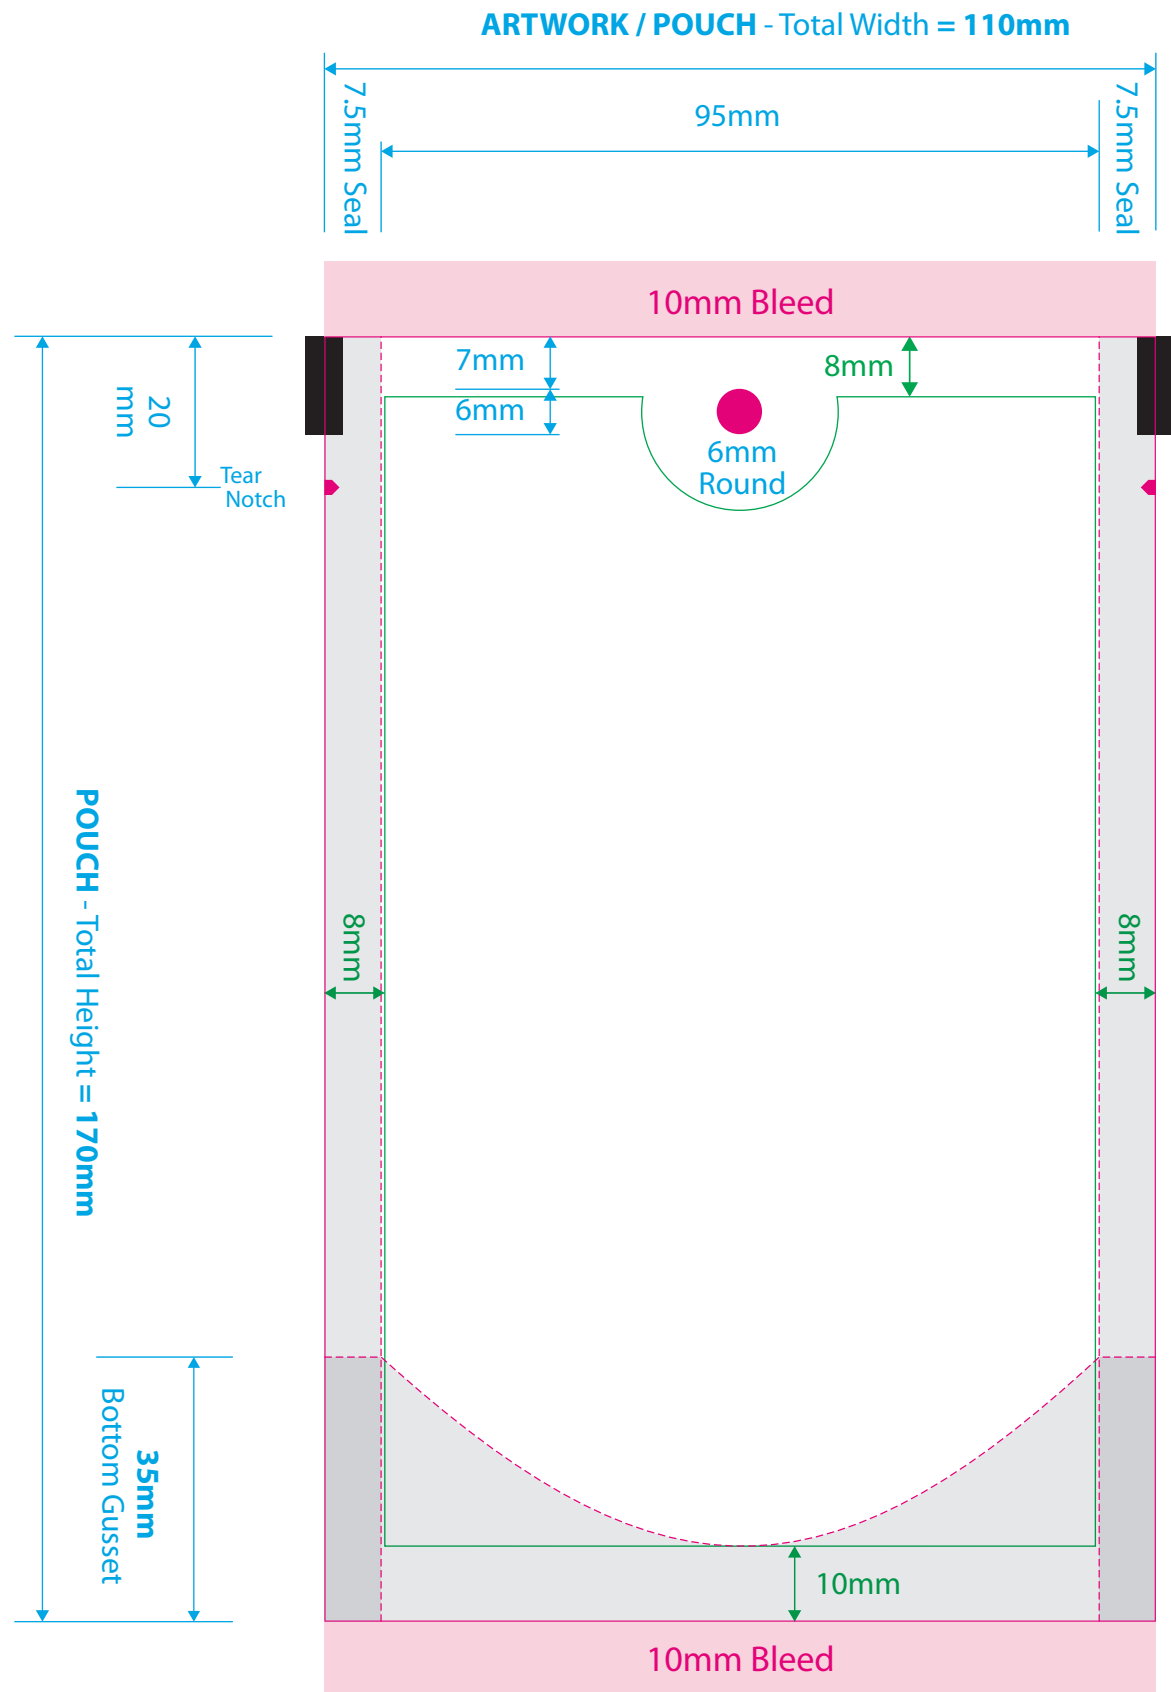 ARTWORK / POUCH - Total Width = 110mm
7.5mm Seal
95mm
7.5mm Seal
10mm Bleed
7mm
8mm
6mm
20
mm
6mm
Round
Tear
Notch
POUCH - Total Height = 170mm
8mm
8mm
35mm
Bottom Gusset
10mm
10mm Bleed